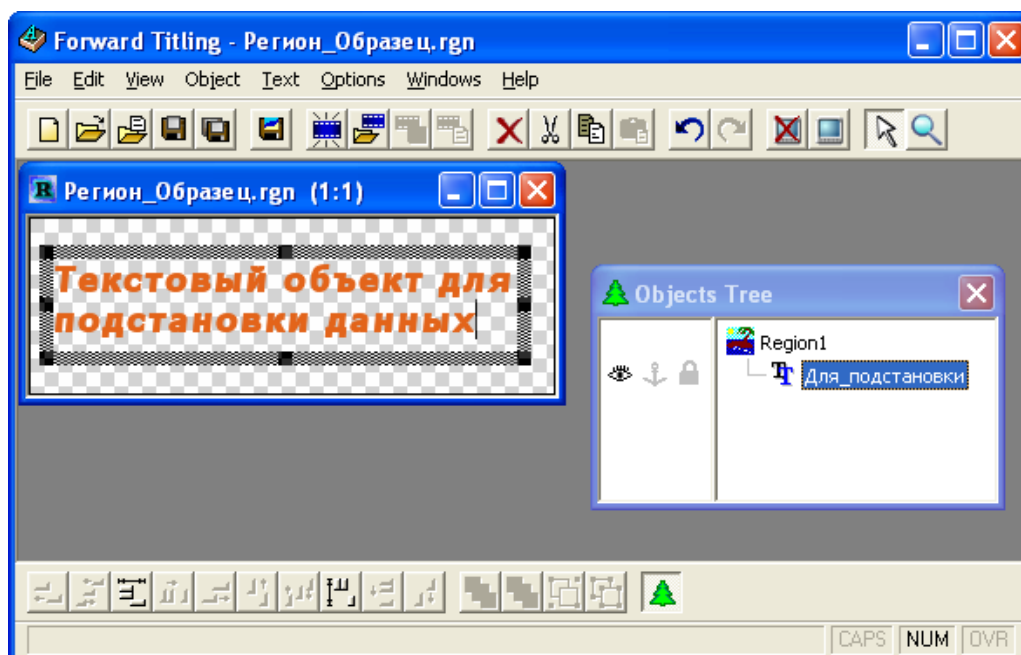 Forward Titling - Регион_Образец.rgn
File Edit View Object Text Options Windows Help
Регион_Образец.rgn (1:1)
Текстовый объект для
подстановки данных
Objects Tree
Region1
Для_подстановки
CAPS NUM OVR